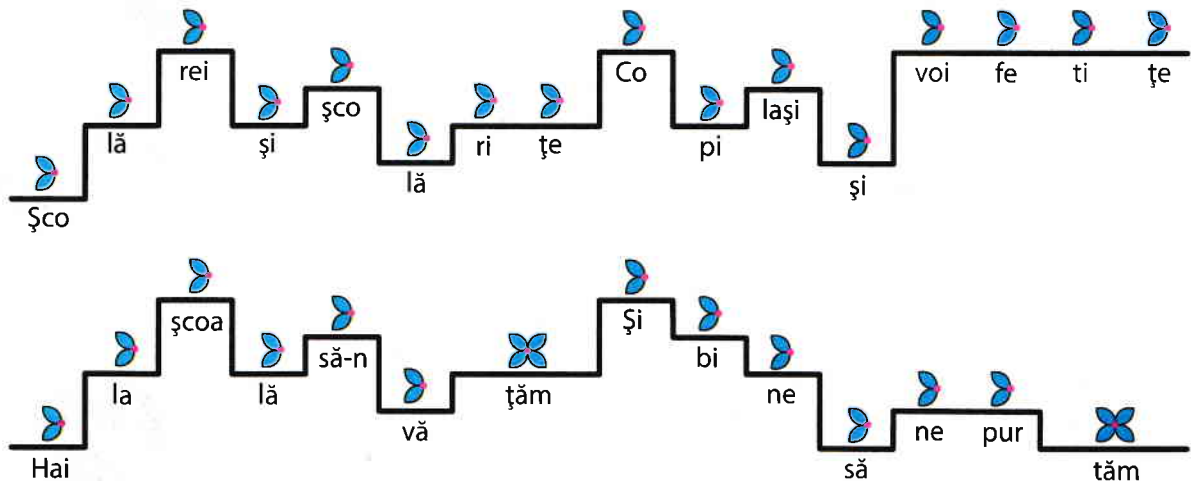 Şco lă rei şi şco lă ri ţe Co pi laşi şi voi fe ti ţe
Hai la şcoa lă să-n vă ţăm Şi bi ne să ne pur tăm